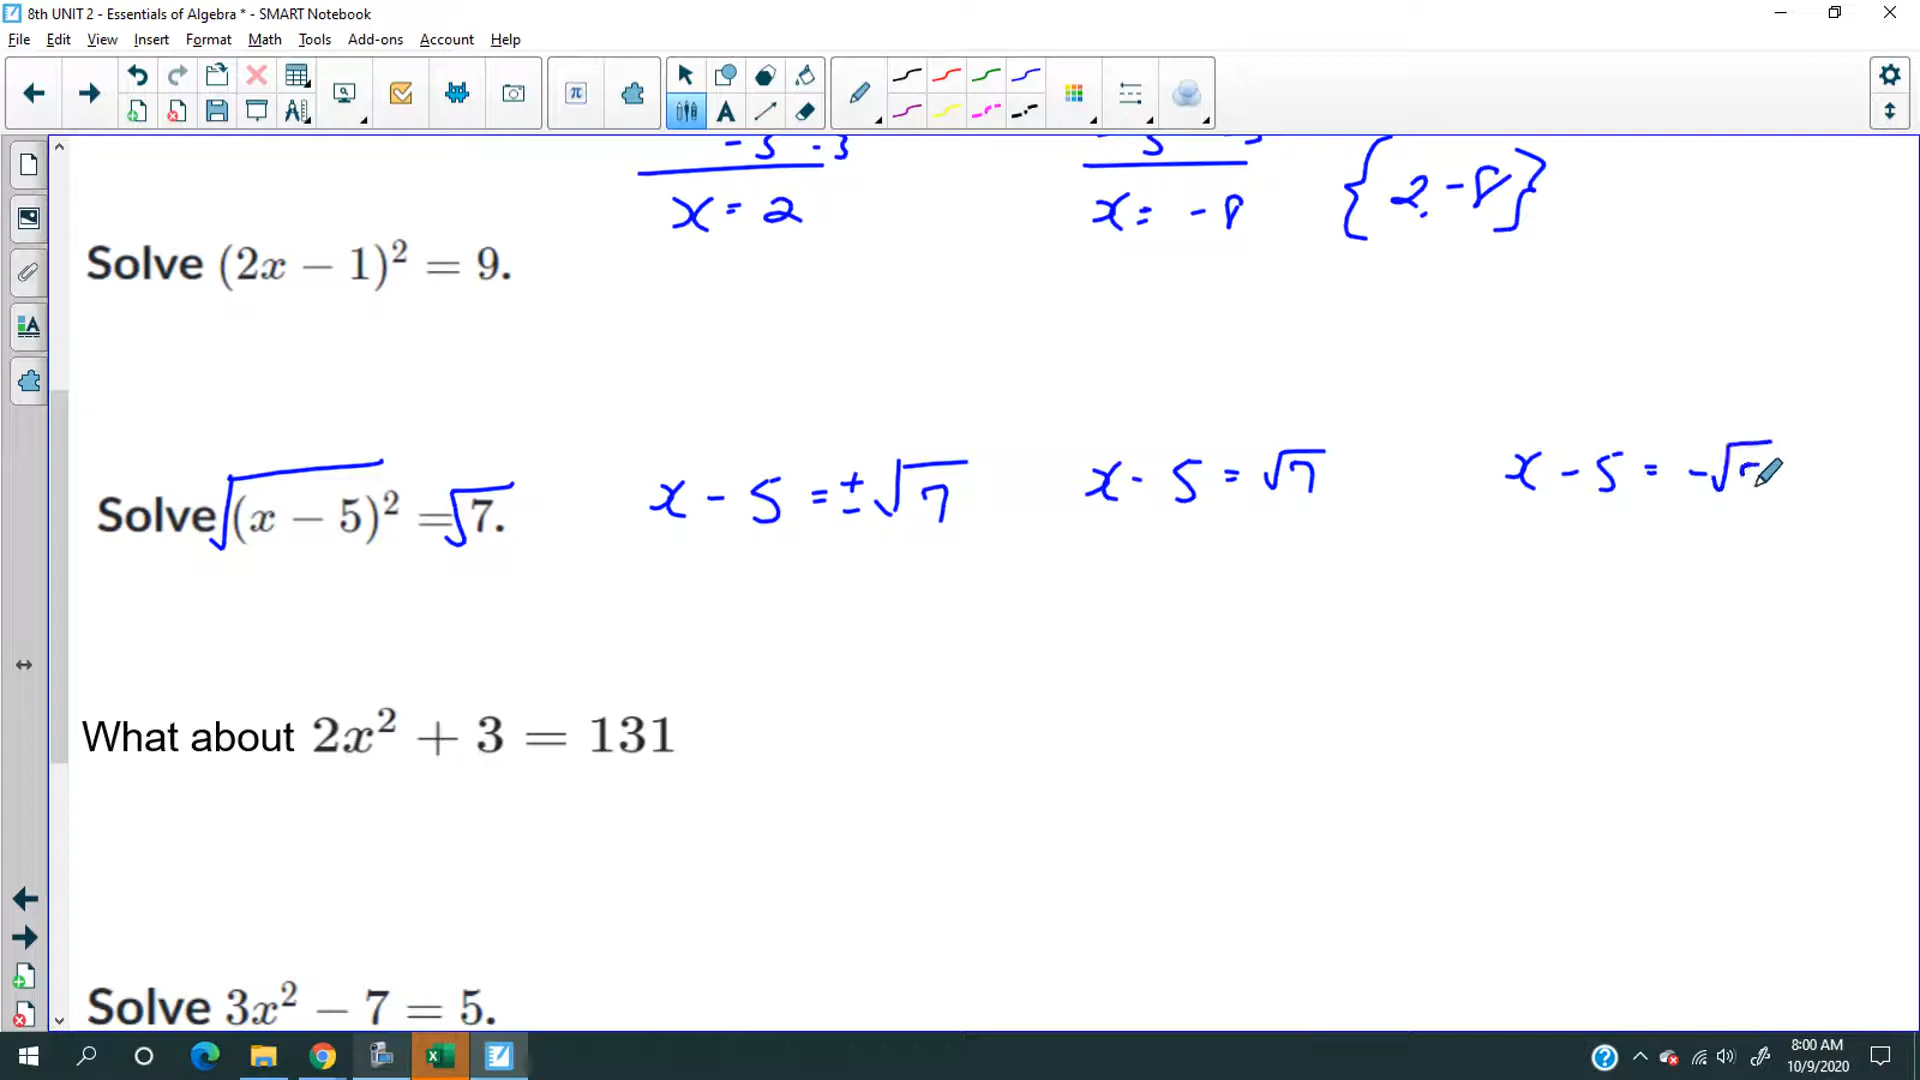 8th UNIT 2 - Essentials of Algebra * - SMART Notebook
File Edit View Insert Format Math Tools Add-ons Account Help
- 3 - 3
x = 2 x = - 8 {2, -8}
Solve (2x − 1)² = 9.
x - 5 = ±√7 x - 5 = √7 x - 5 = -√
Solve √(x − 5)² = √7.
What about 2x² + 3 = 131
Solve 3x² − 7 = 5.
8:00 AM
10/9/2020